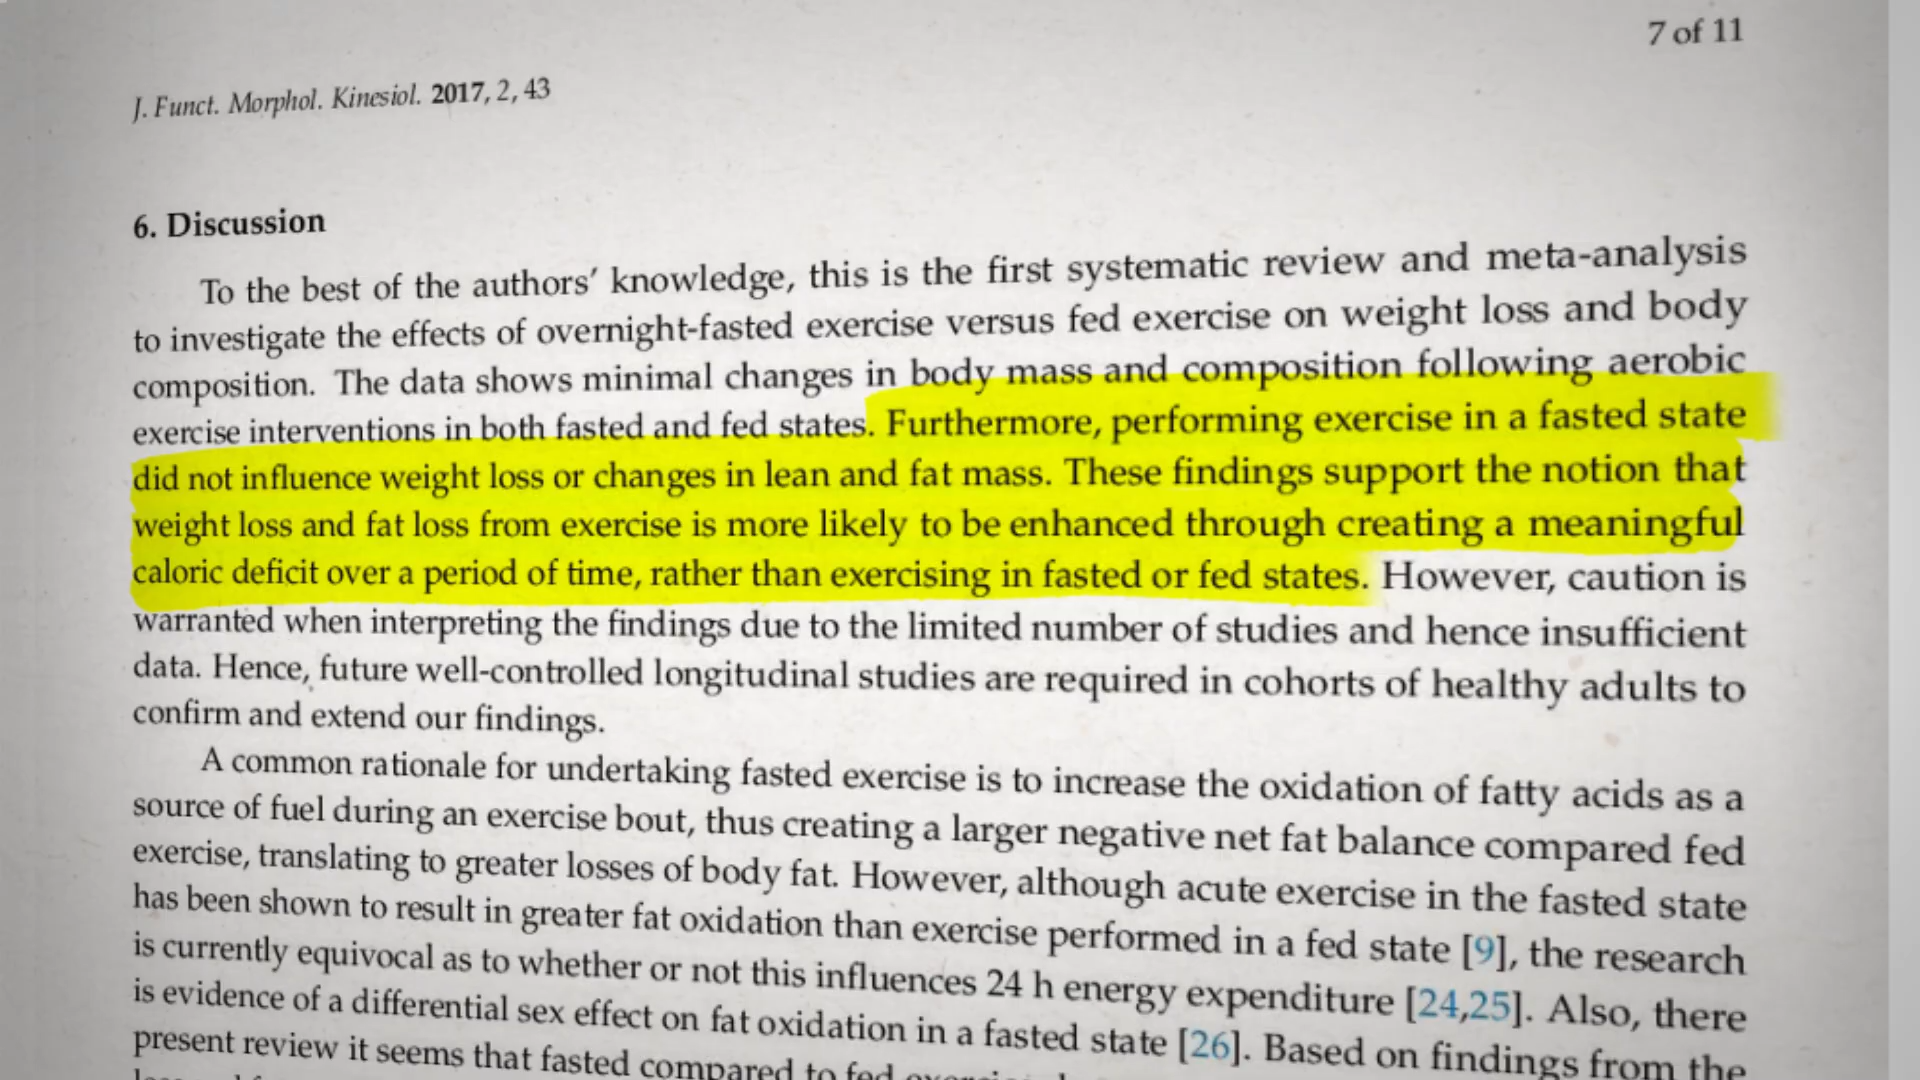 7 of 11
J. Funct. Morphol. Kinesiol. 2017, 2, 43
6. Discussion
To the best of the authors' knowledge, this is the first systematic review and meta-analysis
to investigate the effects of overnight-fasted exercise versus fed exercise on weight loss and body
composition. The data shows minimal changes in body mass and composition following aerobic
exercise interventions in both fasted and fed states. Furthermore, performing exercise in a fasted state
did not influence weight loss or changes in lean and fat mass. These findings support the notion that
weight loss and fat loss from exercise is more likely to be enhanced through creating a meaningful
caloric deficit over a period of time, rather than exercising in fasted or fed states. However, caution is
warranted when interpreting the findings due to the limited number of studies and hence insufficient
data. Hence, future well-controlled longitudinal studies are required in cohorts of healthy adults to
confirm and extend our findings.
A common rationale for undertaking fasted exercise is to increase the oxidation of fatty acids as a
source of fuel during an exercise bout, thus creating a larger negative net fat balance compared fed
exercise, translating to greater losses of body fat. However, although acute exercise in the fasted state
has been shown to result in greater fat oxidation than exercise performed in a fed state [9], the research
is currently equivocal as to whether or not this influences 24 h energy expenditure [24,25]. Also, there
is evidence of a differential sex effect on fat oxidation in a fasted state [26]. Based on findings from the
present review it seems that fasted compared to fed